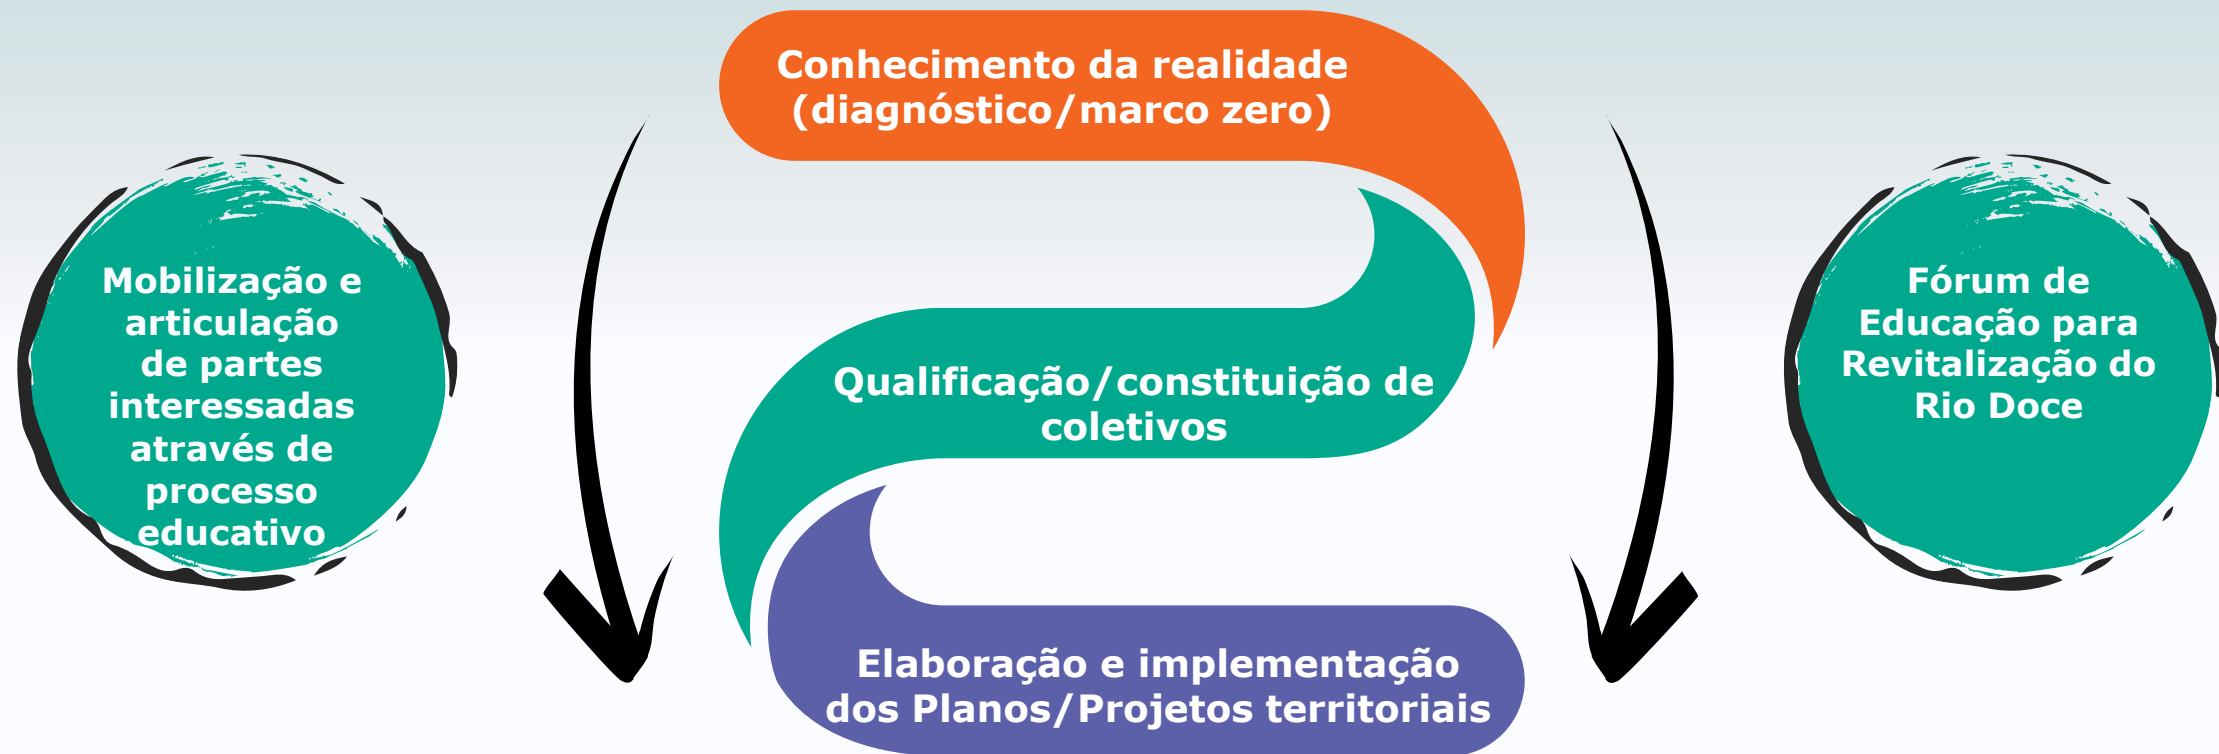 Conhecimento da realidade
(diagnóstico/marco zero)
Mobilização e
articulação
de partes
interessadas
através de
processo
educativo
Qualificação/constituição de
coletivos
Elaboração e implementação
dos Planos/Projetos territoriais
Fórum de
Educação para
Revitalização do
Rio Doce